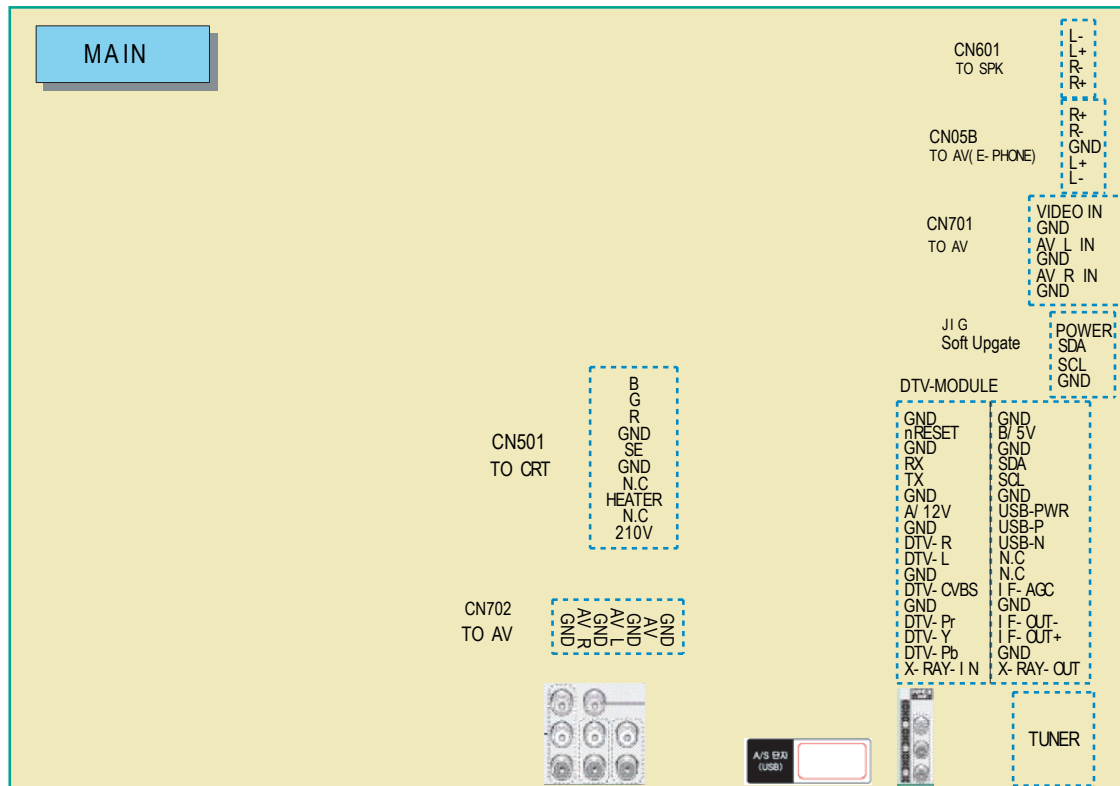 MAIN
CN601
TO SPK
L-
L+
R-
R+
CN05B
TO AV( E- PHONE)
R+
R-
GND
L+
L-
CN701
TO AV
VIDEO IN
GND
AV L IN
GND
AV R IN
GND
JIG
Soft Upgate
POWER
SDA
SCL
GND
DTV-MODULE
GND
nRESET
GND
RX
TX
GND
A/ 12V
GND
DTV- R
DTV- L
GND
DTV- CVBS
GND
DTV- Pr
DTV- Y
DTV- Pb
X- RAY- IN
GND
B/ 5V
GND
SDA
SCL
GND
USB-PWR
USB-P
USB-N
N.C
N.C
IF- AGC
GND
IF- OUT-
IF- OUT+
GND
X- RAY- OUT
CN501
TO CRT
B
G
R
GND
SE
GND
N.C
HEATER
N.C
210V
CN702
TO AV
GND
AV R
GND
AV L
GND
AV
GND
A/S 단자
(USB)
TUNER